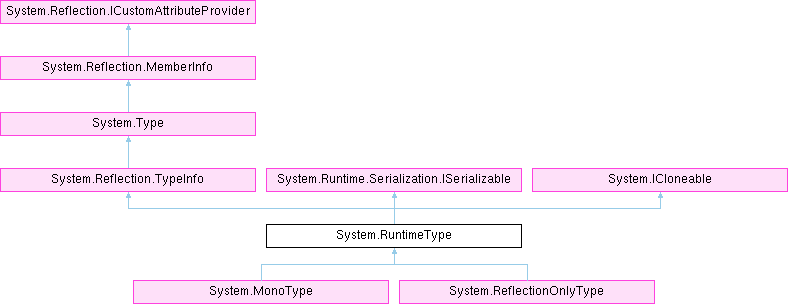 System.Reflection.ICustomAttributeProvider
System.Reflection.MemberInfo
System.Type
System.Reflection.TypeInfo
System.Runtime.Serialization.ISerializable
System.ICloneable
System.RuntimeType
System.MonoType
System.ReflectionOnlyType